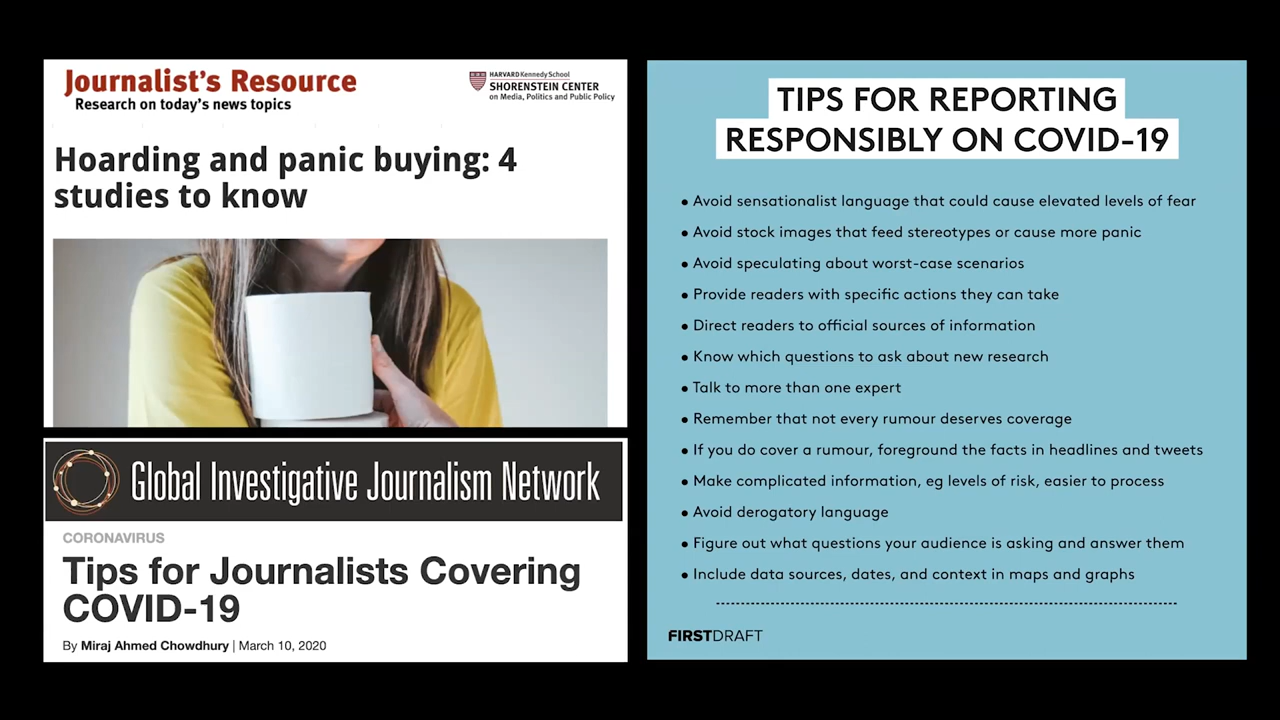 Journalist's Resource
Research on today's news topics
HARVARD Kennedy School
SHORENSTEIN CENTER
on Media, Politics and Public Policy
Hoarding and panic buying: 4
studies to know
Global Investigative Journalism Network
CORONAVIRUS
Tips for Journalists Covering
COVID-19
By Miraj Ahmed Chowdhury | March 10, 2020
TIPS FOR REPORTING
RESPONSIBLY ON COVID-19
• Avoid sensationalist language that could cause elevated levels of fear
• Avoid stock images that feed stereotypes or cause more panic
• Avoid speculating about worst-case scenarios
• Provide readers with specific actions they can take
• Direct readers to official sources of information
• Know which questions to ask about new research
• Talk to more than one expert
• Remember that not every rumour deserves coverage
• If you do cover a rumour, foreground the facts in headlines and tweets
• Make complicated information, eg levels of risk, easier to process
• Avoid derogatory language
• Figure out what questions your audience is asking and answer them
• Include data sources, dates, and context in maps and graphs
FIRSTDRAFT